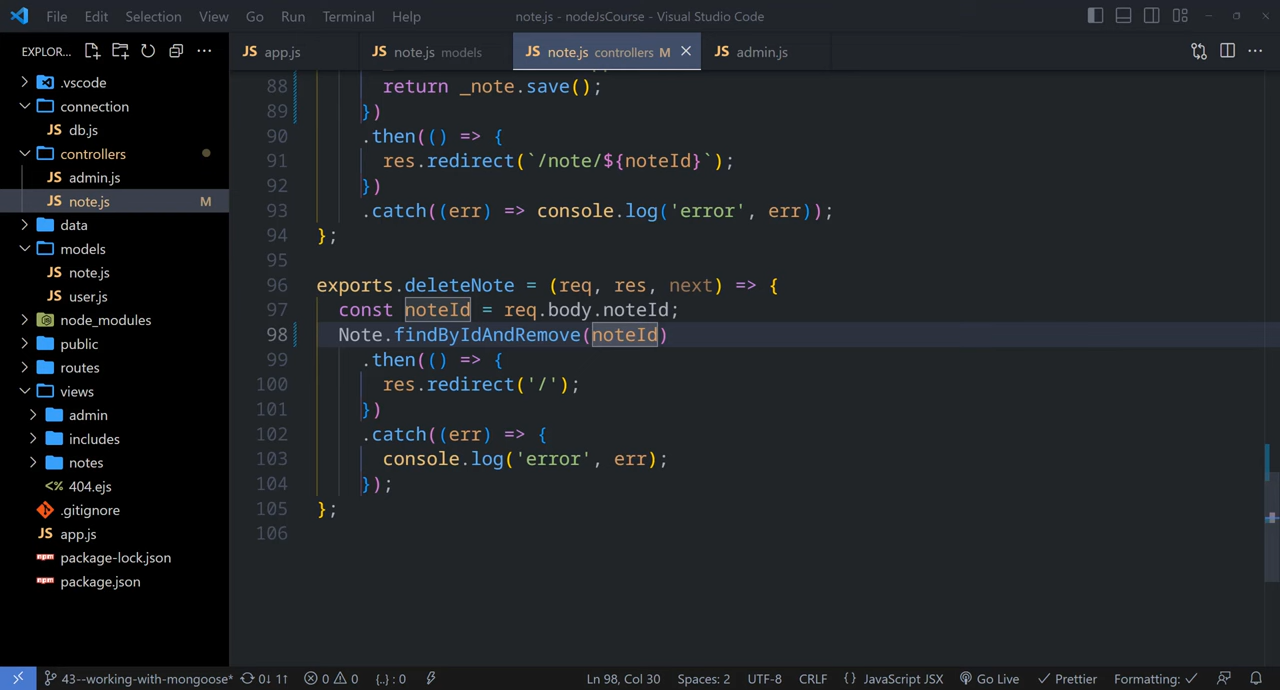 File Edit Selection View Go Run Terminal Help note.js - nodeJsCourse - Visual Studio Code
EXPLOR... ...
JS app.js JS note.js models JS note.js controllers M JS admin.js ...
.vscode
connection
JS db.js
controllers
JS admin.js
JS note.js M
data
models
JS note.js
JS user.js
node_modules
public
routes
views
admin
includes
notes
<% 404.ejs
.gitignore
JS app.js
npm package-lock.json
npm package.json
88 return _note.save();
89 })
90 .then(() => {
91 res.redirect(`/note/${noteId}`);
92 })
93 .catch((err) => console.log('error', err));
94 };
95
96 exports.deleteNote = (req, res, next) => {
97 const noteId = req.body.noteId;
98 Note.findByIdAndRemove(noteId)
99 .then(() => {
100 res.redirect('/');
101 })
102 .catch((err) => {
103 console.log('error', err);
104 });
105 };
106
43--working-with-mongoose* 0↓ 1↑ 0 0 {..} : 0 Ln 98, Col 30 Spaces: 2 UTF-8 CRLF {} JavaScript JSX Go Live Prettier Formatting: ✓